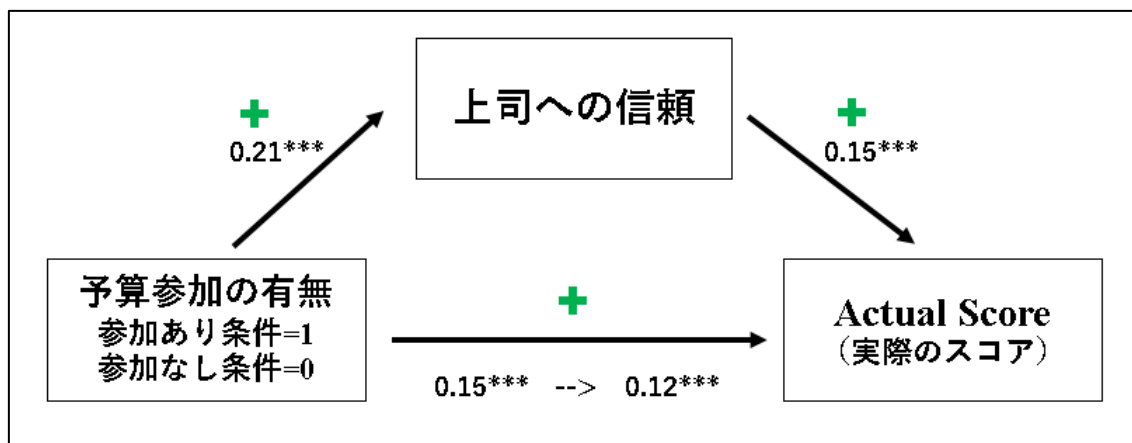 上司への信頼
+
0.21***
+
0.15***
予算参加の有無
参加あり条件=1
参加なし条件=0
+
0.15*** --> 0.12***
Actual Score
（実際のスコア）